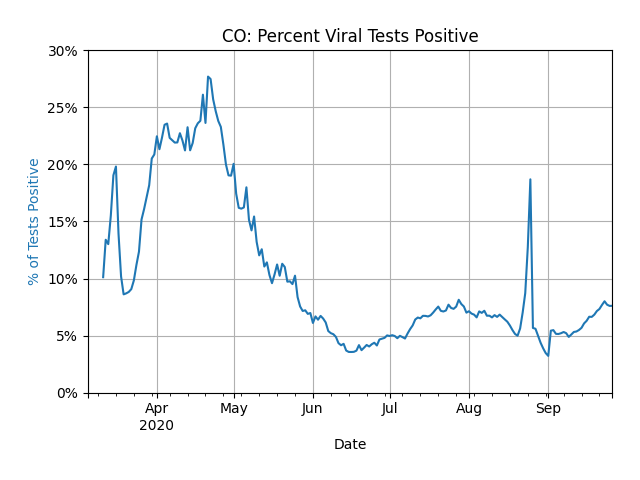 CO: Percent Viral Tests Positive
30%
25%
20%
15%
10%
5%
0%
% of Tests Positive
Apr
2020
May
Jun
Jul
Aug
Sep
Date